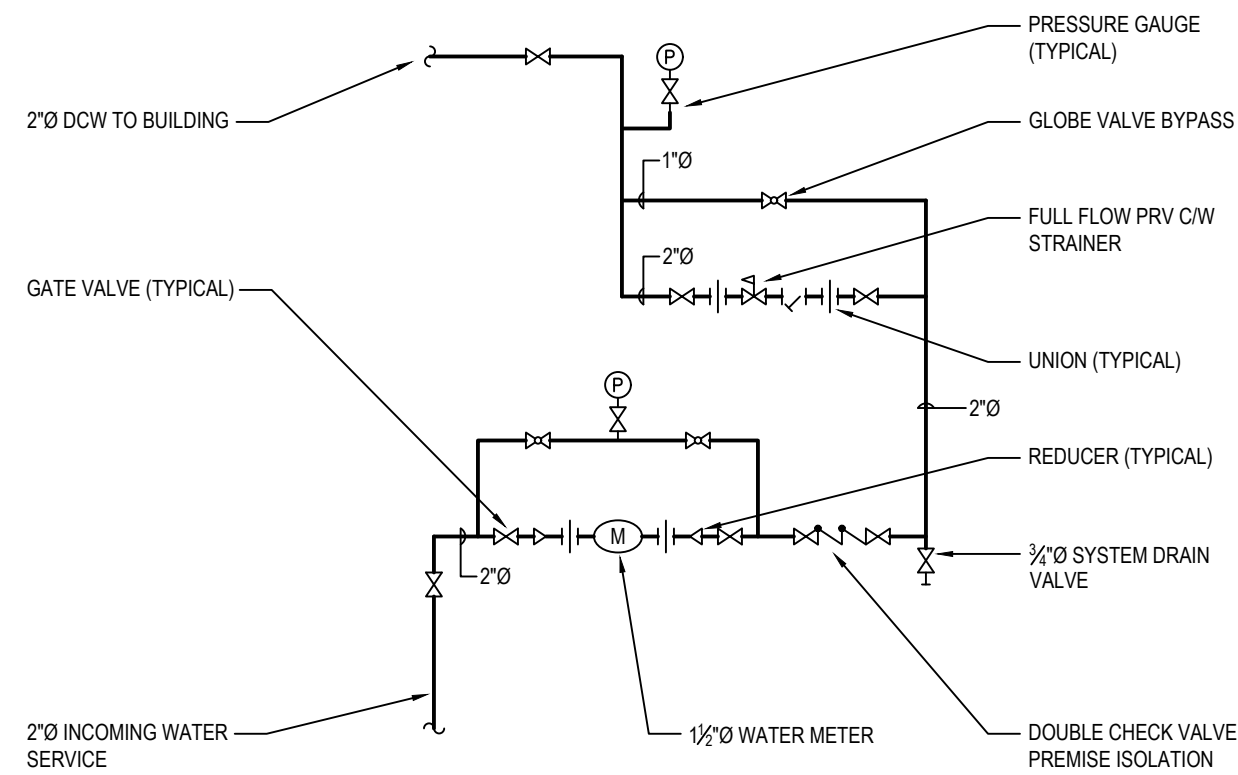 PRESSURE GAUGE
(TYPICAL)
P
2"Ø DCW TO BUILDING
GLOBE VALVE BYPASS
1"Ø
FULL FLOW PRV C/W
STRAINER
2"Ø
GATE VALVE (TYPICAL)
UNION (TYPICAL)
P
2"Ø
REDUCER (TYPICAL)
M
¾"Ø SYSTEM DRAIN
VALVE
2"Ø
2"Ø INCOMING WATER
SERVICE
1½"Ø WATER METER
DOUBLE CHECK VALVE
PREMISE ISOLATION